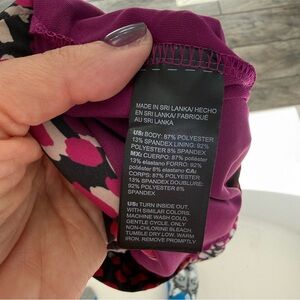 MADE IN SRI LANKA/ HECHO
EN SRI LANKA/ FABRIQUÉ
AU SRI LANKA
US: BODY: 87% POLYESTER
13% SPANDEX LINING: 92%
POLYESTER 8% SPANDEX
MX: CUERPO: 87% poliéster
13% elastano FORRO: 92%
poliéster 8% elastano CA:
CORPS: 87% POLYESTER
13% SPANDEX DOUBLURE:
92% POLYESTER 8%
SPANDEX
US: TURN INSIDE OUT
WITH SIMILAR COLORS.
MACHINE WASH COLD.
GENTLE CYCLE. ONLY
NON-CHLORINE BLEACH.
TUMBLE DRY LOW. WARM
IRON. REMOVE PROMPTLY